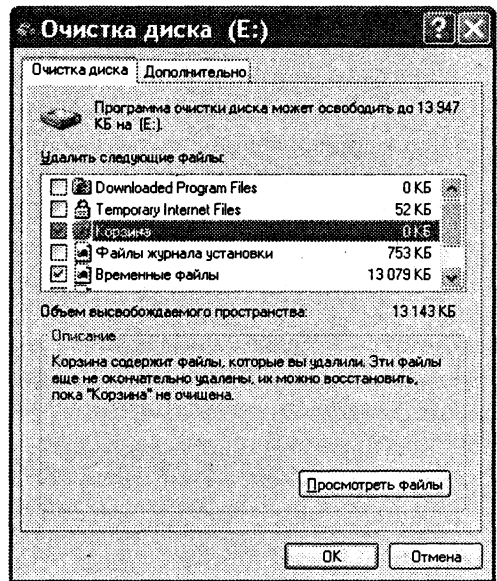 Очистка диска (E:)
Очистка диска Дополнительно
Программа очистки диска может освободить до 13 947
КБ на (E:).
Удалить следующие файлы:
Downloaded Program Files 0 КБ
Temporary Internet Files 52 КБ
Корзина 0 КБ
Файлы журнала установки 753 КБ
Временные файлы 13 079 КБ
Объем высвобождаемого пространства: 13 143 КБ
Описание
Корзина содержит файлы, которые вы удалили. Эти файлы
еще не окончательно удалены, их можно восстановить,
пока "Корзина" не очищена.
Просмотреть файлы
OK Отмена